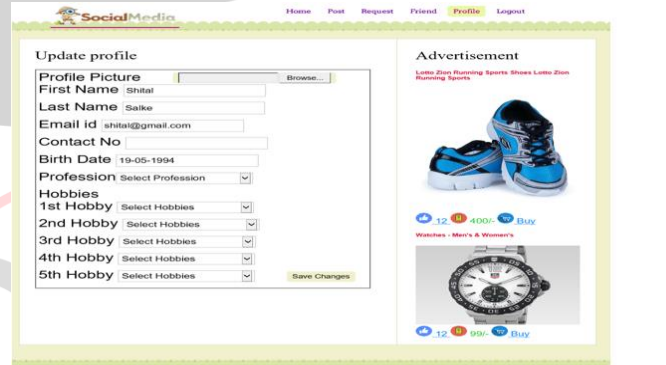 SocialMedia
Home Post Request Friend Profile Logout
Update profile
Profile Picture Browse...
First Name Shital
Last Name Salke
Email id shital@gmail.com
Contact No
Birth Date 19-05-1994
Profession Select Profession
Hobbies
1st Hobby Select Hobbies
2nd Hobby Select Hobbies
3rd Hobby Select Hobbies
4th Hobby Select Hobbies
5th Hobby Select Hobbies
Save Changes
Advertisement
Lotto Zion Running Sports Shoes Lotto Zion
Running Sports
12 400/- Buy
Watches - Men's & Women's
12 99/- Buy